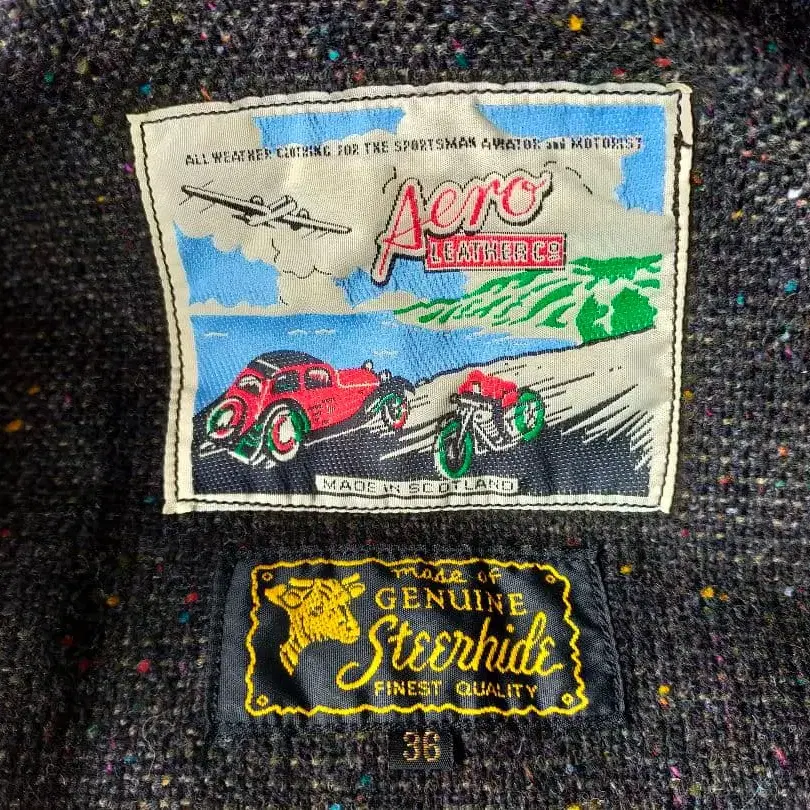 ALL WEATHER CLOTHING FOR THE SPORTSMAN AVIATOR and MOTORIST
Aero
LEATHER CO
MADE IN SCOTLAND
made of
GENUINE
Steerhide
FINEST QUALITY
36